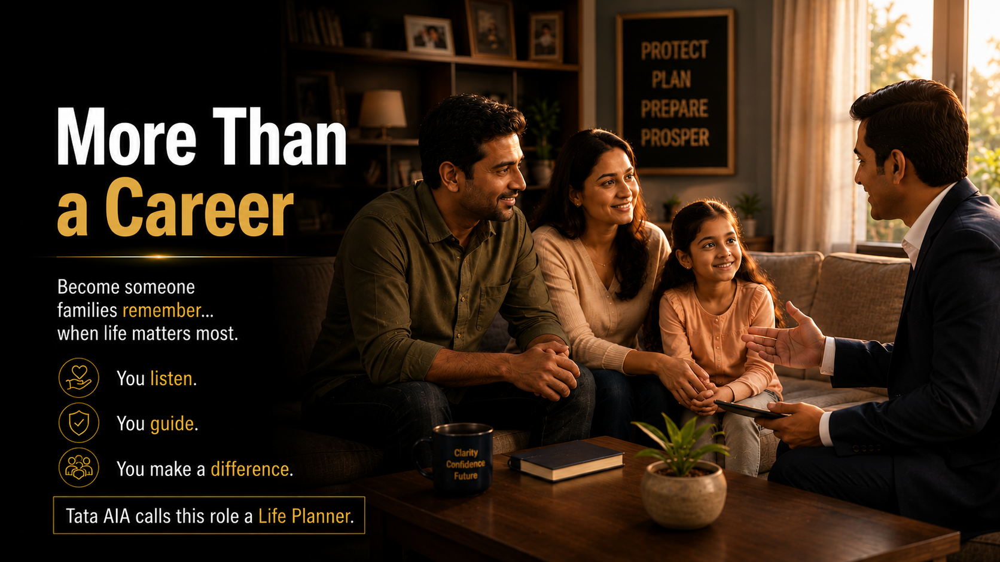 More Than
a Career
Become someone
families remember...
when life matters most.
You listen.
You guide.
You make a difference.
Tata AIA calls this role a Life Planner.
PROTECT
PLAN
PREPARE
PROSPER
Clarity
Confidence
Future